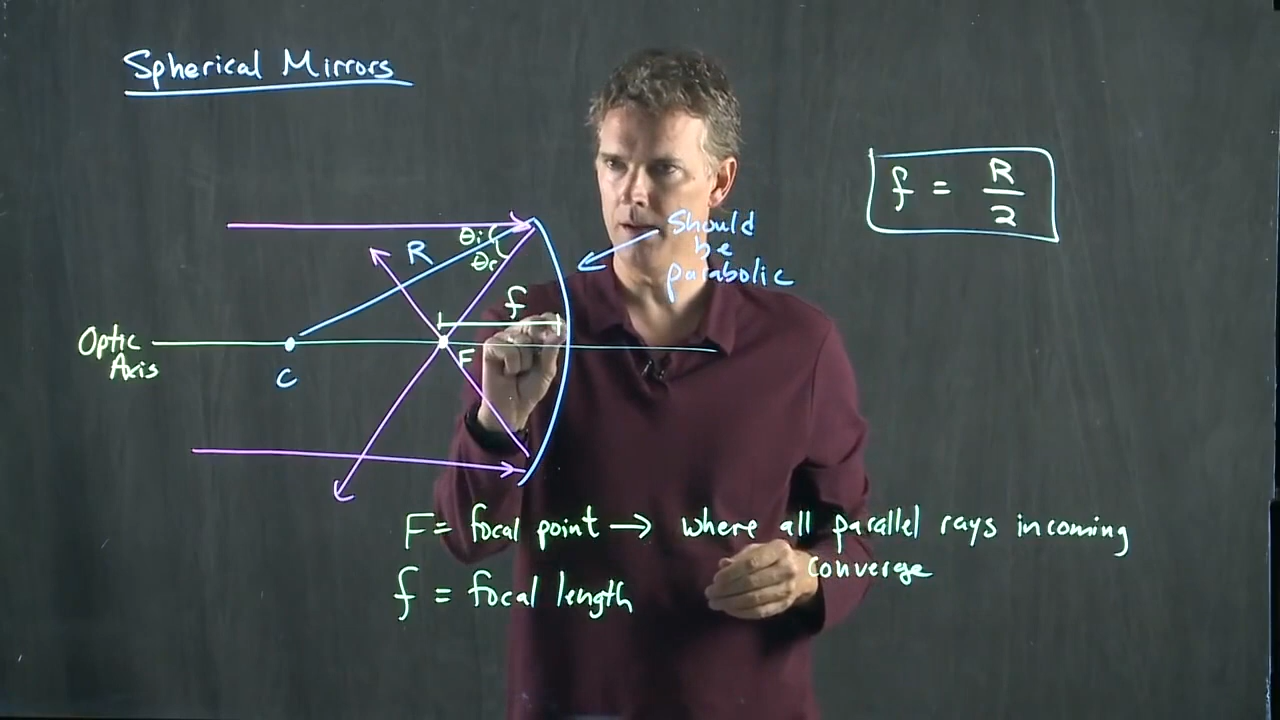 Spherical Mirrors
f = R/2
Should
be
parabolic
θi
θr
R
f
Optic
Axis
C
F
F = focal point → where all parallel rays incoming
converge
f = focal length